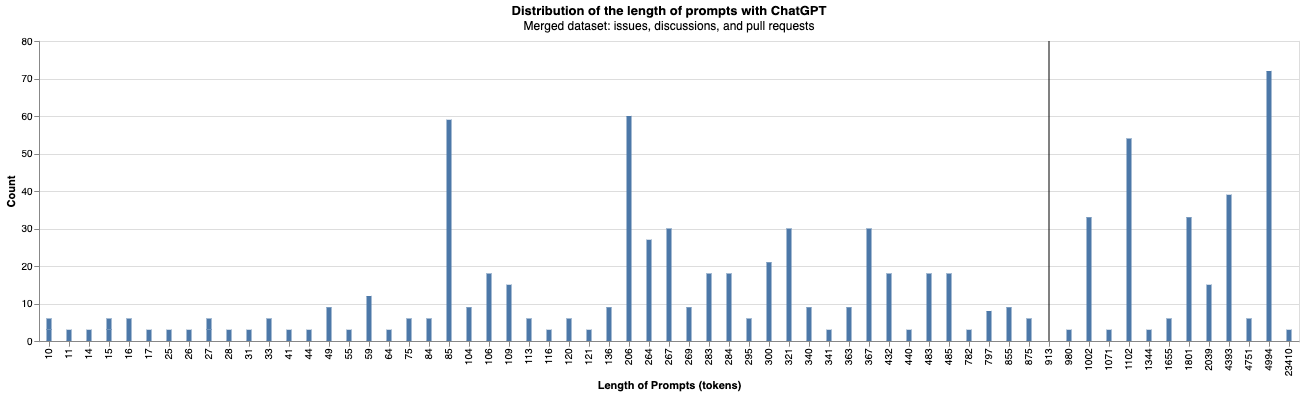 Distribution of the length of prompts with ChatGPT
Merged dataset: issues, discussions, and pull requests
80
70
60
50
40
30
20
10
0
Count
10 11 14 15 16 17 25 26 27 28 31 33 41 44 49 55 59 64 75 84 85 104 106 109 113 116 120 121 136 206 264 267 269 283 284 295 300 321 340 341 363 367 432 440 483 485 782 797 855 875 913 980 1002 1071 1102 1344 1655 1801 2039 4393 4751 4994 23410
Length of Prompts (tokens)